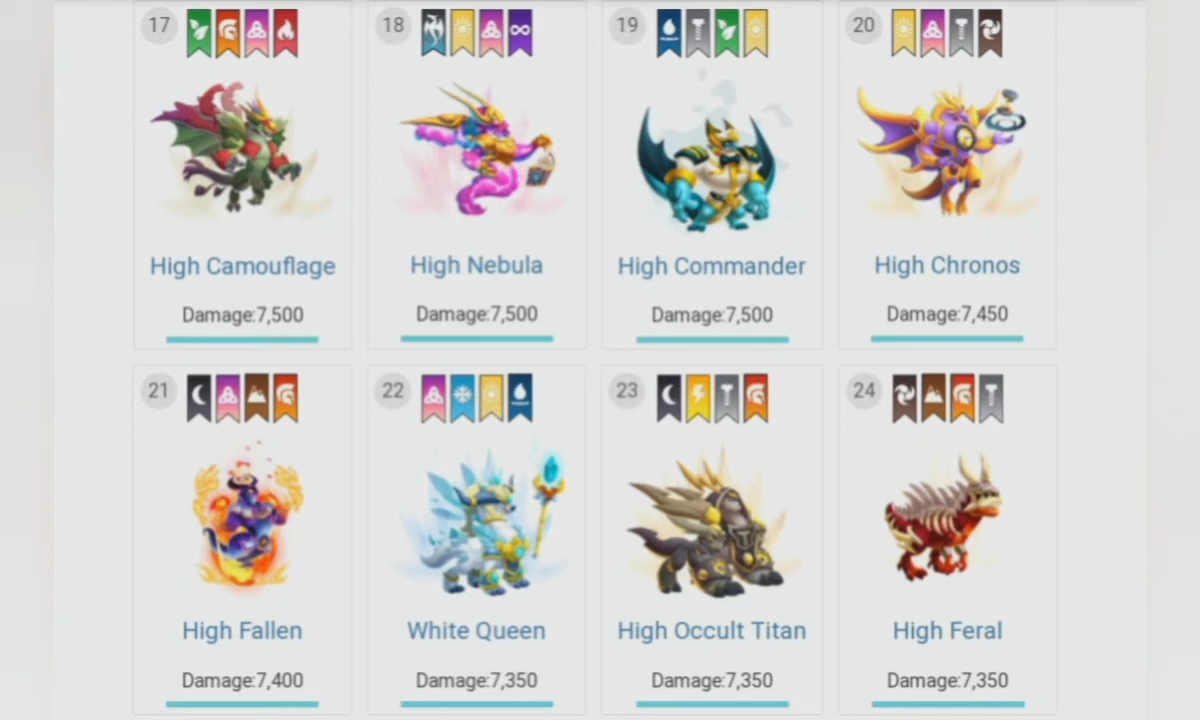 17
18
19
20
High Camouflage
High Nebula
High Commander
High Chronos
Damage:7,500
Damage:7,500
Damage:7,500
Damage:7,450
21
22
23
24
High Fallen
White Queen
High Occult Titan
High Feral
Damage:7,400
Damage:7,350
Damage:7,350
Damage:7,350